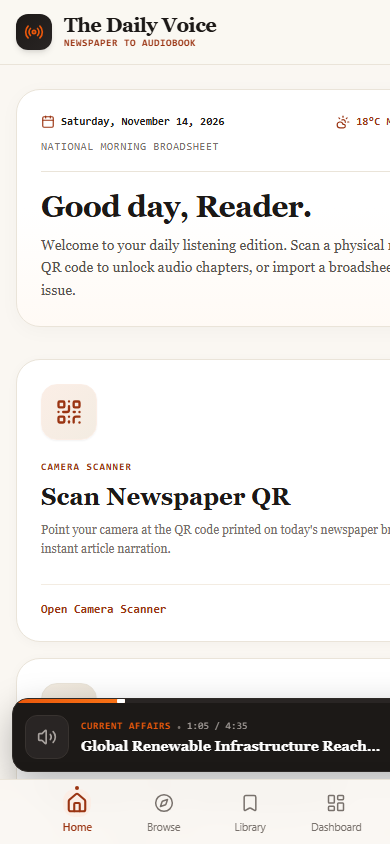 The Daily Voice
NEWSPAPER TO AUDIOBOOK
Saturday, November 14, 2026
18°C
NATIONAL MORNING BROADSHEET
Good day, Reader.
Welcome to your daily listening edition. Scan a physical
QR code to unlock audio chapters, or import a
issue.
CAMERA SCANNER
Scan Newspaper QR
Point your camera at the QR code printed on today's newspaper
instant article narration.
Open Camera Scanner
CURRENT AFFAIRS • 1:05 / 4:35
Global Renewable Infrastructure Reach...
Home
Browse
Library
Dashboard